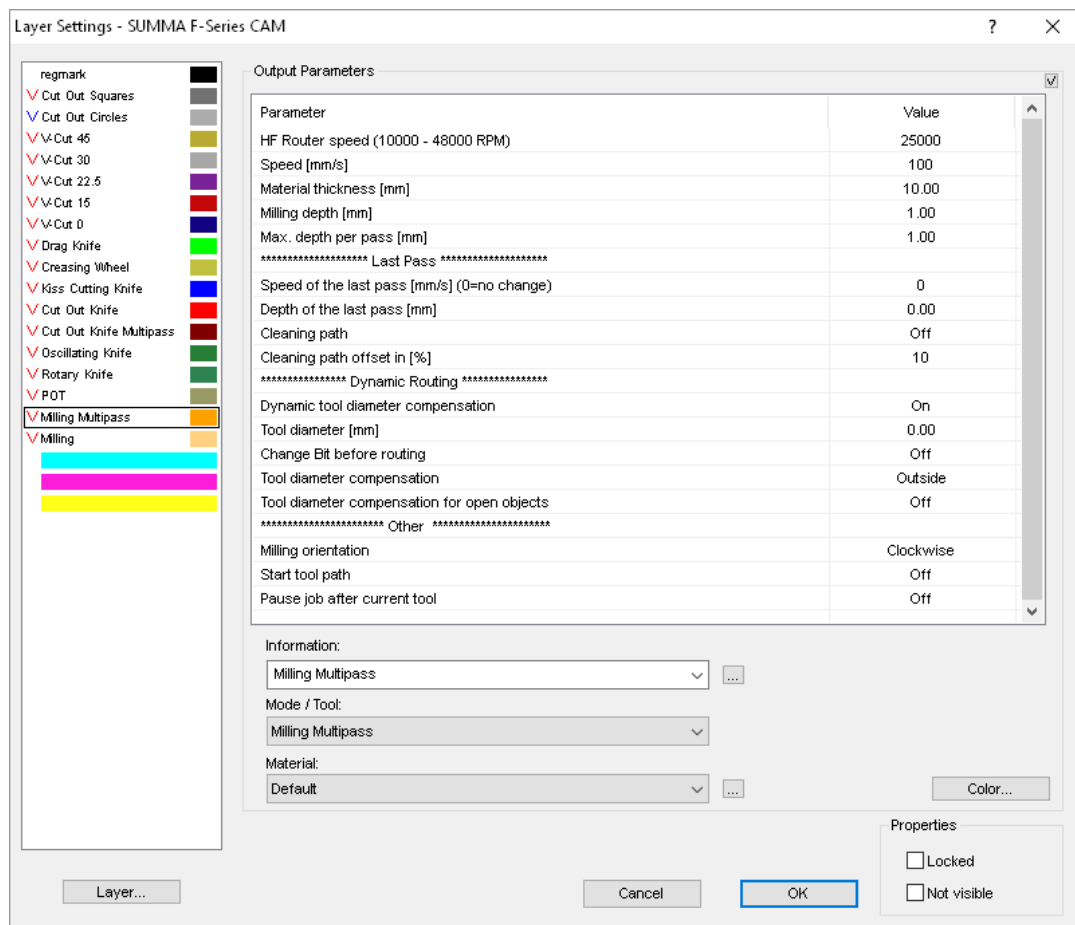 Layer Settings - SUMMA F-Series CAM ?
regmark
Cut Out Squares
Cut Out Circles
V-Cut 45
V-Cut 30
V-Cut 22.5
V-Cut 15
V-Cut 0
Drag Knife
Creasing Wheel
Kiss Cutting Knife
Cut Out Knife
Cut Out Knife Multipass
Oscillating Knife
Rotary Knife
POT
Milling Multipass
Milling
Layer...
Output Parameters
Parameter Value
HF Router speed (10000 - 48000 RPM) 25000
Speed [mm/s] 100
Material thickness [mm] 10.00
Milling depth [mm] 1.00
Max. depth per pass [mm] 1.00
******************** Last Pass ********************
Speed of the last pass [mm/s] (0=no change) 0
Depth of the last pass [mm] 0.00
Cleaning path Off
Cleaning path offset in [%] 10
**************** Dynamic Routing ****************
Dynamic tool diameter compensation On
Tool diameter [mm] 0.00
Change Bit before routing Off
Tool diameter compensation Outside
Tool diameter compensation for open objects Off
*********************** Other **********************
Milling orientation Clockwise
Start tool path Off
Pause job after current tool Off
Information:
Milling Multipass ...
Mode / Tool:
Milling Multipass
Material:
Default ...
Color...
Properties
Locked
Not visible
Cancel OK